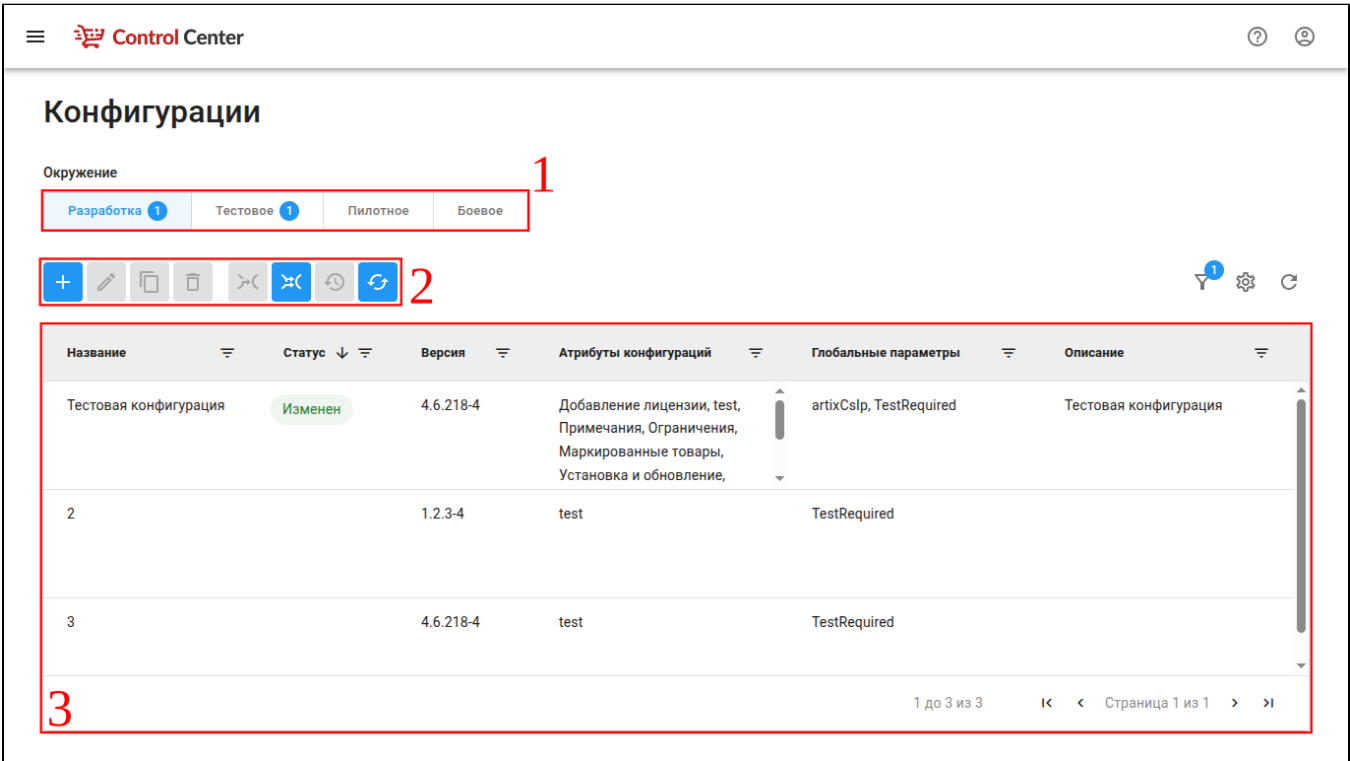 Control Center
Конфигурации
Окружение
1
Разработка 1 Тестовое 1 Пилотное Боевое
2
1
Название Статус Версия Атрибуты конфигураций Глобальные параметры Описание
Тестовая конфигурация Изменен 4.6.218-4 Добавление лицензии, test, artixCsIp, TestRequired Тестовая конфигурация
Примечания, Ограничения,
Маркированные товары,
Установка и обновление,
2 1.2.3-4 test TestRequired
3 4.6.218-4 test TestRequired
3
1 до 3 из 3 Страница 1 из 1